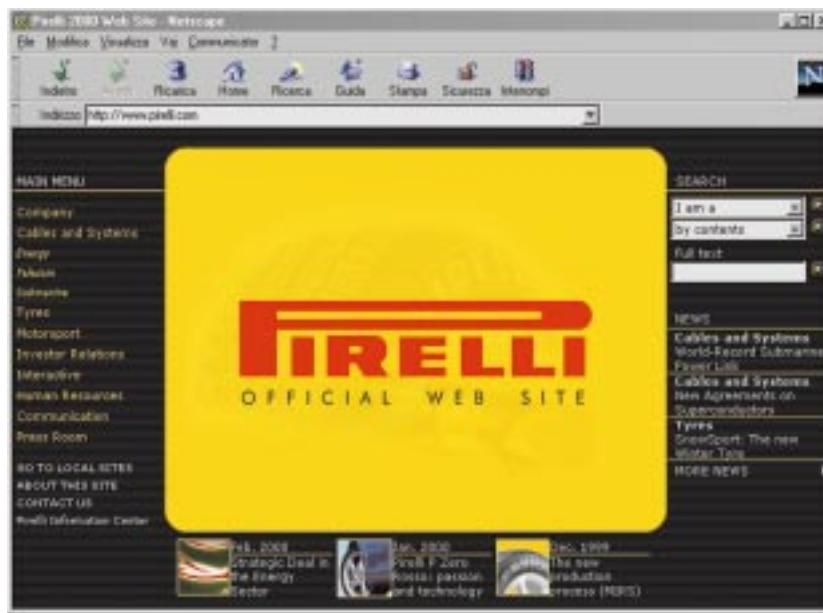 Pirelli 2000 Web Site - Netscape
File Modifica Visualizza Vai Communicator ?
Indietro Avanti Ricarica Home Ricerca Guida Stampa Sicurezza Interrompi
N
Indirizzo http://www.pirelli.com
MAIN MENU
Company
Cables and Systems
Energy
Telecom
Submarine
Tyres
Motorsport
Investor Relations
Interactive
Human Resources
Communication
Press Room
GO TO LOCAL SITES
ABOUT THIS SITE
CONTACT US
Pirelli Information Center
PIRELLI
OFFICIAL WEB SITE
SEARCH
I am a
by contents
Full text
NEWS
Cables and Systems
World-Record Submarine
Power Link
Cables and Systems
New Agreements on
Superconductors
Tyres
SnowSport: The new
Winter Tyre
MORE NEWS
Feb. 2000
Strategic Deal in
the Energy
Sector
Jan. 2000
Pirelli P Zero
Rosso: passion
and technology
Dec. 1999
The new
production
process (MIRS)